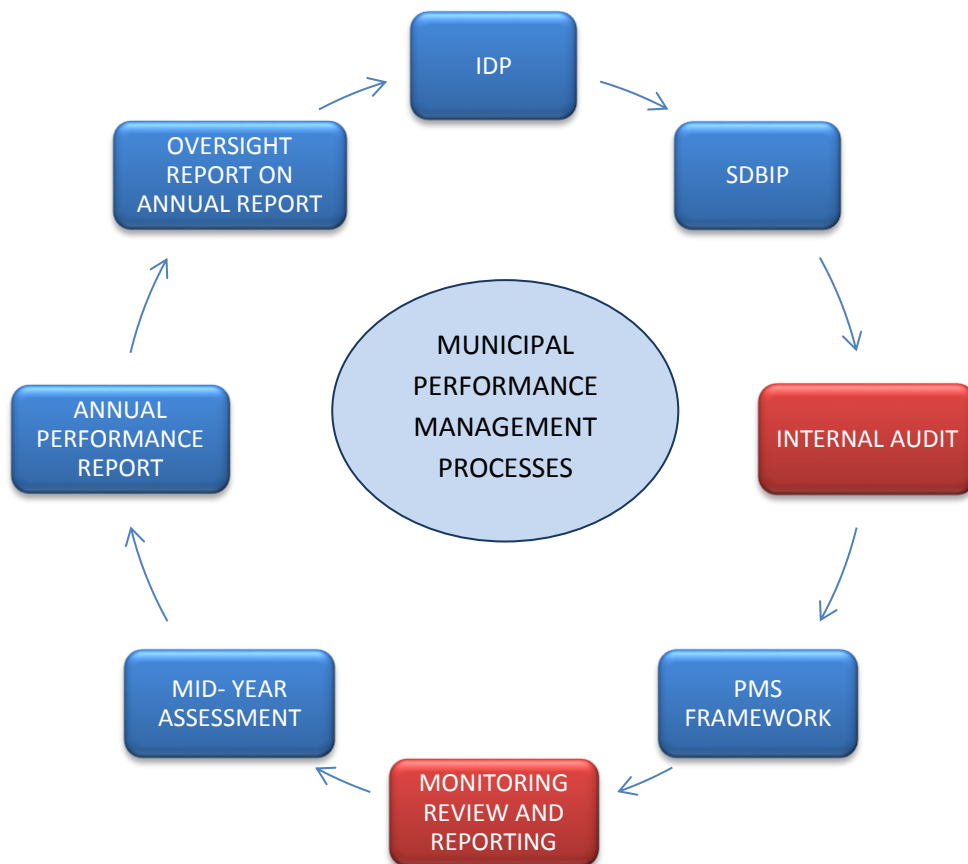 IDP
SDBIP
INTERNAL AUDIT
PMS
FRAMEWORK
MONITORING
REVIEW AND
REPORTING
MID- YEAR
ASSESSMENT
ANNUAL
PERFORMANCE
REPORT
OVERSIGHT
REPORT ON
ANNUAL REPORT
MUNICIPAL
PERFORMANCE
MANAGEMENT
PROCESSES